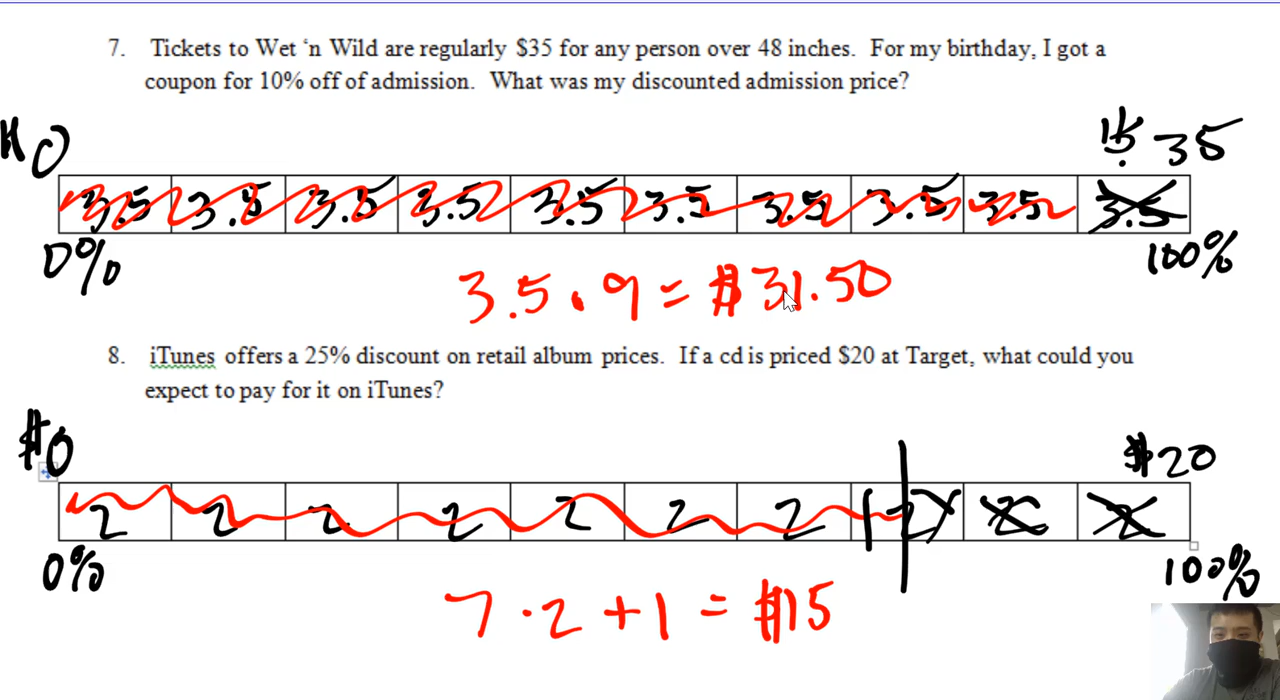 7. Tickets to Wet 'n Wild are regularly $35 for any person over 48 inches. For my birthday, I got a
coupon for 10% off of admission. What was my discounted admission price?
$0 $35
3.5 3.5 3.5 3.5 3.5 3.5 3.5 3.5 3.5 3.5
0% 100%
3.5 · 9 = $31.50
8. iTunes offers a 25% discount on retail album prices. If a cd is priced $20 at Target, what could you
expect to pay for it on iTunes?
$0 $20
2 2 2 2 2 2 2 1 2 2
0% 100%
7 · 2 + 1 = $15